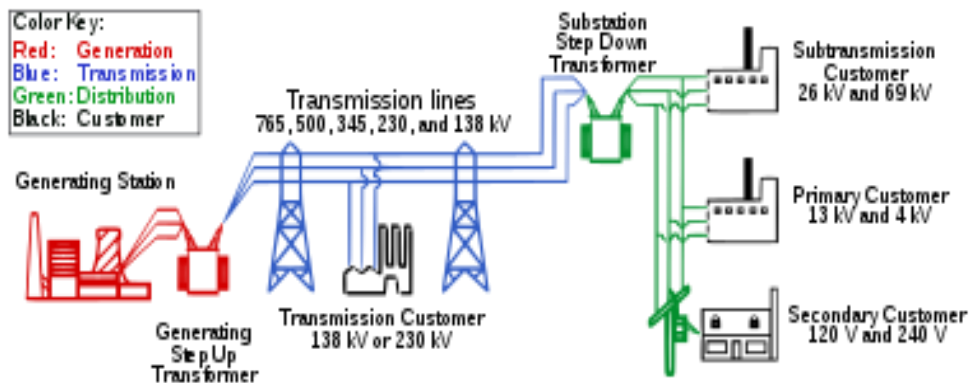 Color Key:
Red: Generation
Blue: Transmission
Green: Distribution
Black: Customer
Generating Station
Generating
Step Up
Transformer
Transmission lines
765, 500, 345, 230, and 138 kV
Transmission Customer
138 kV or 230 kV
Substation
Step Down
Transformer
Subtransmission
Customer
26 kV and 69 kV
Primary Customer
13 kV and 4 kV
Secondary Customer
120 V and 240 V